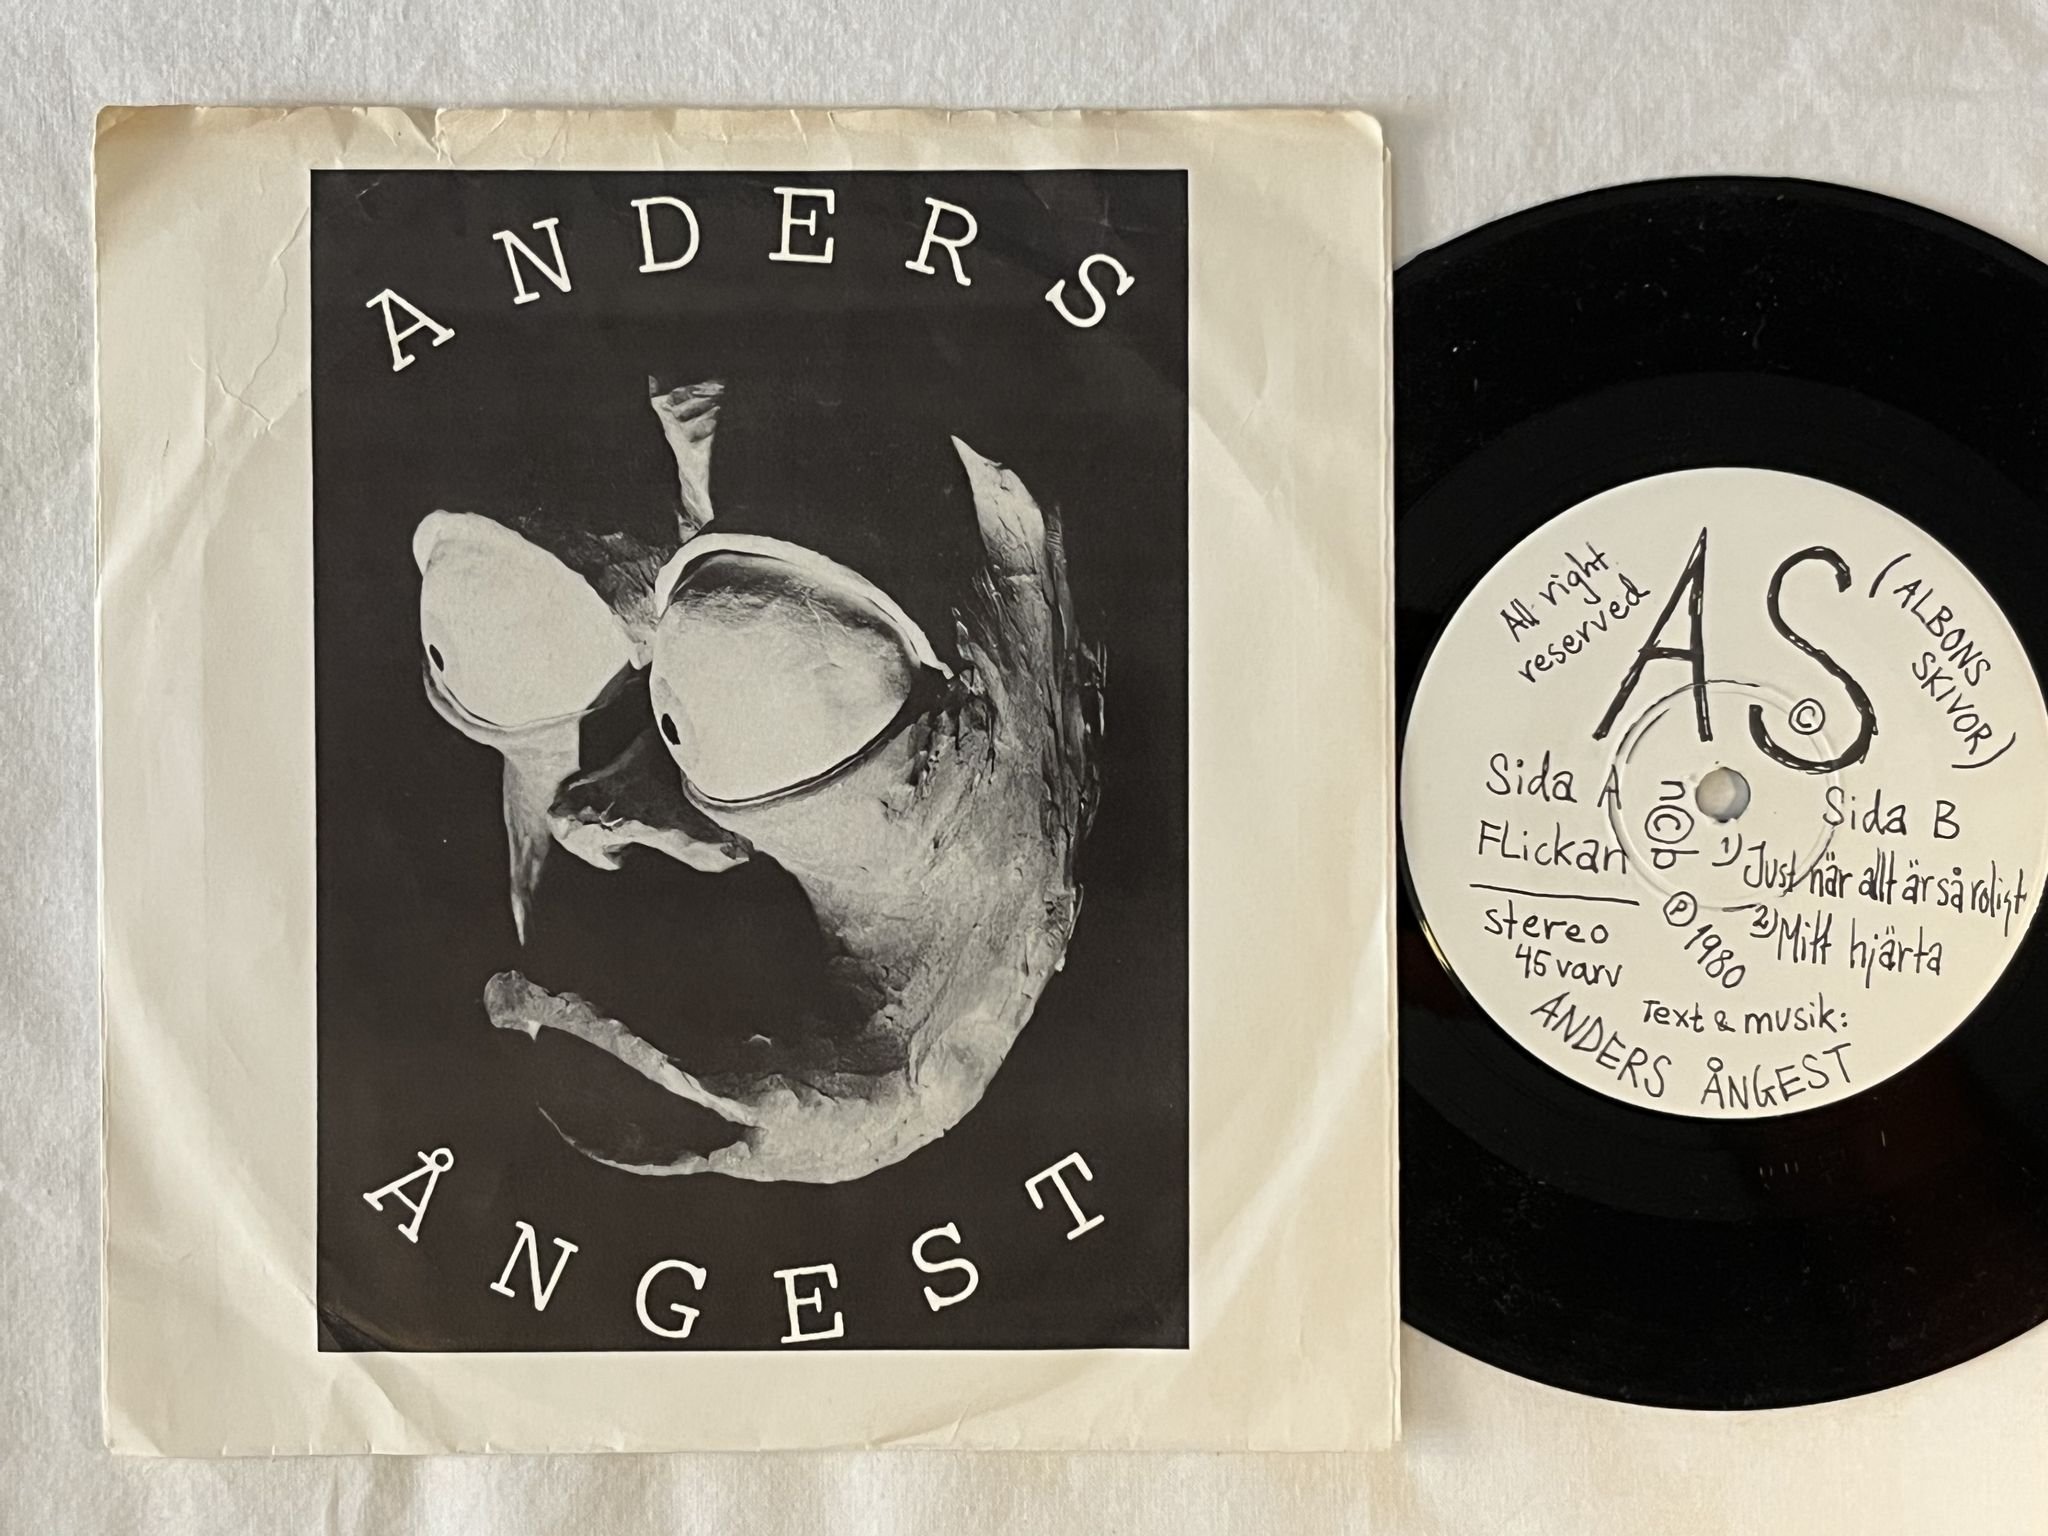 ANDERS
ÅNGEST
All right
reserved
AS
(ALBONS
SKIVOR)
©
Sida A
FLickan
stereo
45 varv
n©b
Ⓟ 1980
Sida B
1) Just när allt är så roligt
2) Mitt hjärta
Text & musik:
ANDERS ÅNGEST